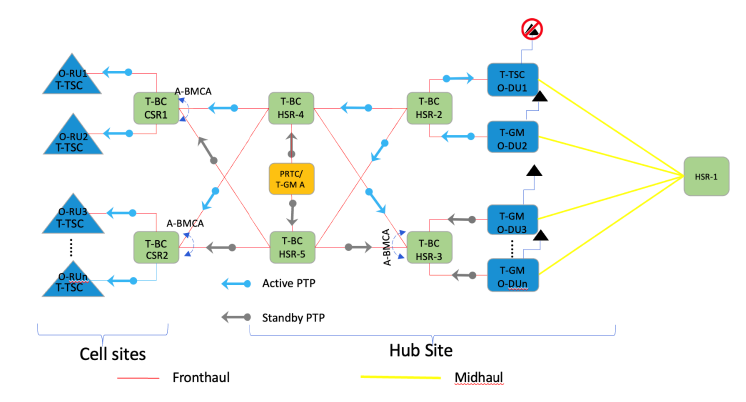 O-RU1
T-TSC
A-BMCA
T-BC
CSR1
T-BC
HSR-4
T-BC
HSR-2
T-TSC
O-DU1
O-RU2
T-TSC
T-GM
O-DU2
PRTC/
T-GM A
HSR-1
O-RU3
T-TSC
A-BMCA
T-BC
CSR2
T-BC
HSR-5
A-BMCA
T-BC
HSR-3
T-GM
O-DU3
O-RUn
T-TSC
T-GM
O-DUn
Active PTP
Standby PTP
Cell sites
Hub Site
Fronthaul
Midhaul